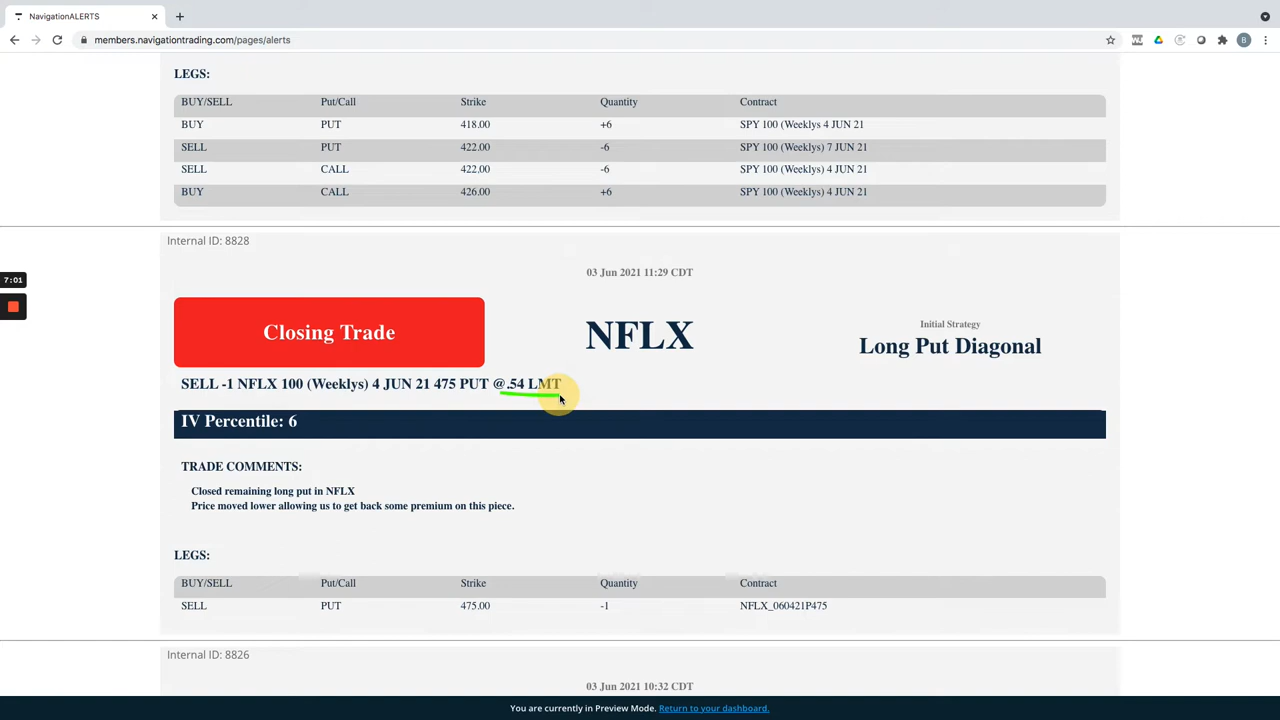 NavigationALERTS
members.navigationtrading.com/pages/alerts
B
LEGS:
BUY/SELL Put/Call Strike Quantity Contract
BUY PUT 418.00 +6 SPY 100 (Weeklys 4 JUN 21
SELL PUT 422.00 -6 SPY 100 (Weeklys) 7 JUN 21
SELL CALL 422.00 -6 SPY 100 (Weeklys) 4 JUN 21
BUY CALL 426.00 +6 SPY 100 (Weeklys) 4 JUN 21
Internal ID: 8828
03 Jun 2021 11:29 CDT
7:01
Closing Trade
NFLX
Initial Strategy
Long Put Diagonal
SELL -1 NFLX 100 (Weeklys) 4 JUN 21 475 PUT @.54 LMT
IV Percentile: 6
TRADE COMMENTS:
Closed remaining long put in NFLX
Price moved lower allowing us to get back some premium on this piece.
LEGS:
BUY/SELL Put/Call Strike Quantity Contract
SELL PUT 475.00 -1 NFLX_060421P475
Internal ID: 8826
03 Jun 2021 10:32 CDT
You are currently in Preview Mode. Return to your dashboard.